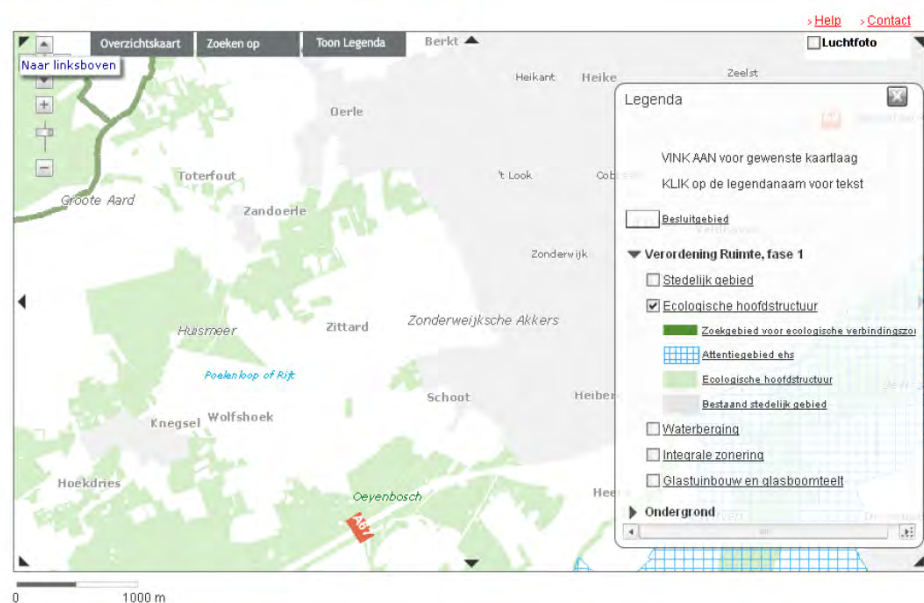 > Help > Contact
Overzichtskaart Zoeken op Toon Legenda Berkt Luchtfoto
Naar linksboven
Heikant Heike Zeelst
Oerle
Legenda
VINK AAN voor gewenste kaartlaag
't Look
KLIK op de legendanaam voor tekst
Toterfout
Groote Aard
Zandoerle
Besluitgebied
Zonderwijk
Verordening Ruimte, fase 1
Stedelijk gebied
Ecologische hoofdstructuur
Zonderweijksche Akkers
Huismeer
Zittard
Zoekgebied voor ecologische verbindingszo
Attentiegebied ehs
Poelenloop of Rijt
Ecologische hoofdstructuur
Schoot
Bestaand stedelijk gebied
Knegsel Wolfshoek
Waterberging
Integrale zonering
Hoekdries
Glastuinbouw en glasboomteelt
Oeyenbosch
A67
Ondergrond
0 1000 m